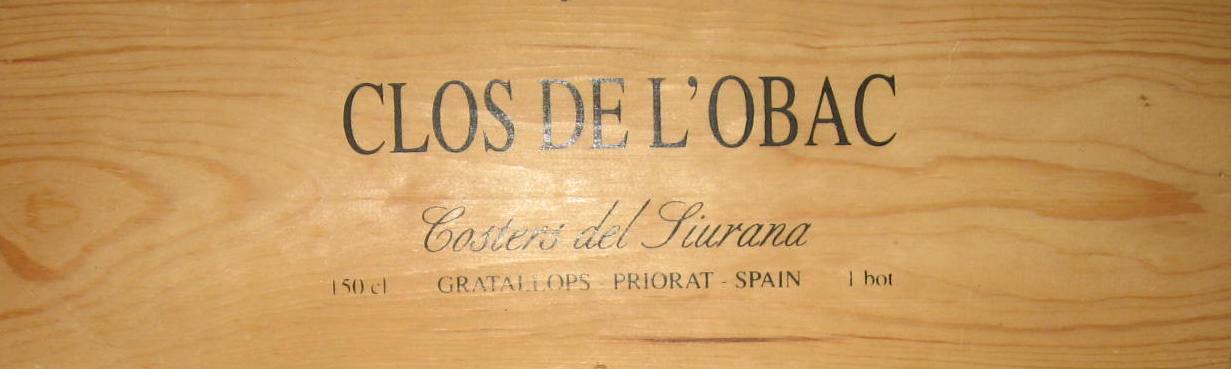 CLOS DE L'OBAC
Costers del Siurana
150 cl GRATALLOPS - PRIORAT - SPAIN 1 bot